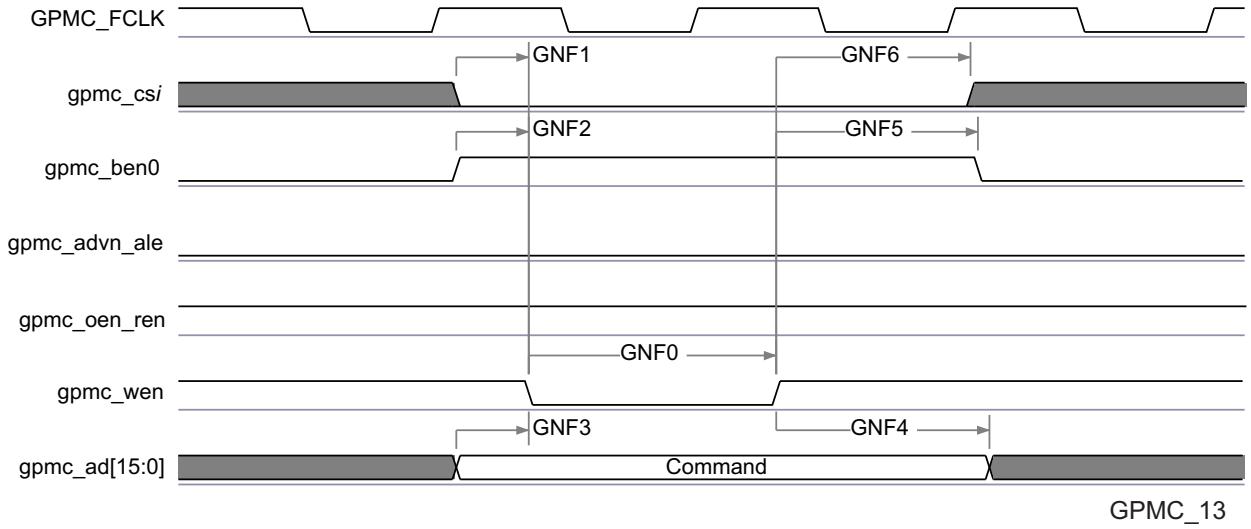 GPMC_FCLK
GNF1
GNF6
gpmc_csi
GNF2
GNF5
gpmc_ben0
gpmc_advn_ale
gpmc_oen_ren
GNF0
gpmc_wen
GNF3
GNF4
gpmc_ad[15:0]
Command
GPMC_13